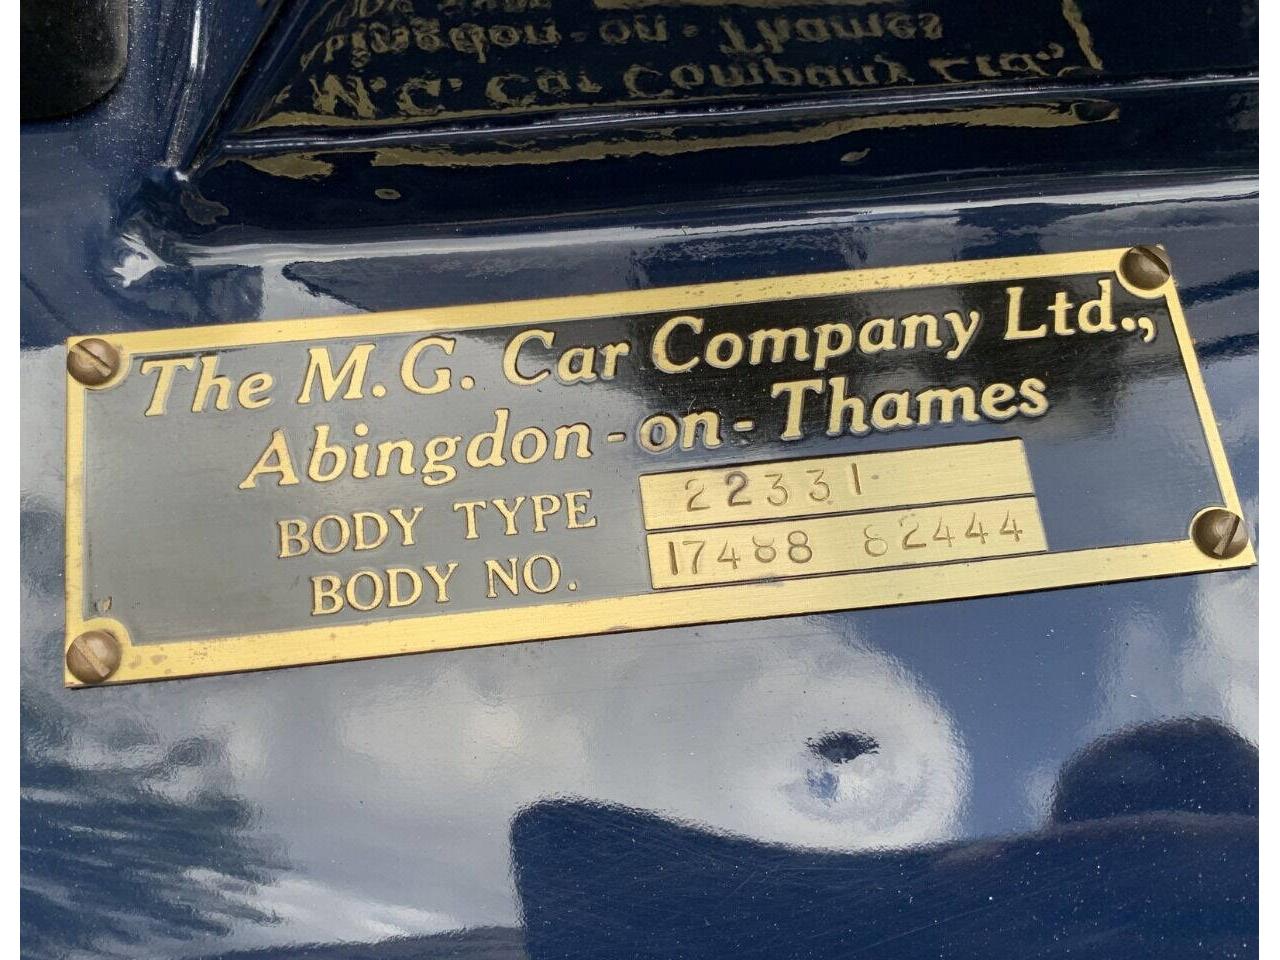 The M.G. Car Company Ltd.,
Abingdon-on-Thames
BODY TYPE 22331
BODY NO. 17488 82444